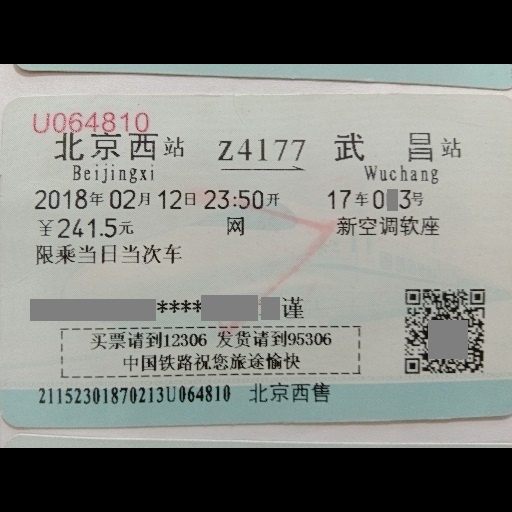 U064810
北京西站 Z4177 武昌站
Beijingxi Wuchang
2018年02月12日23:50开 17车0 3号
￥241.5元 网 新空调软座
限乘当日当次车
**** 谨
买票请到12306 发货请到95306
中国铁路祝您旅途愉快
21152301870213U064810 北京西售